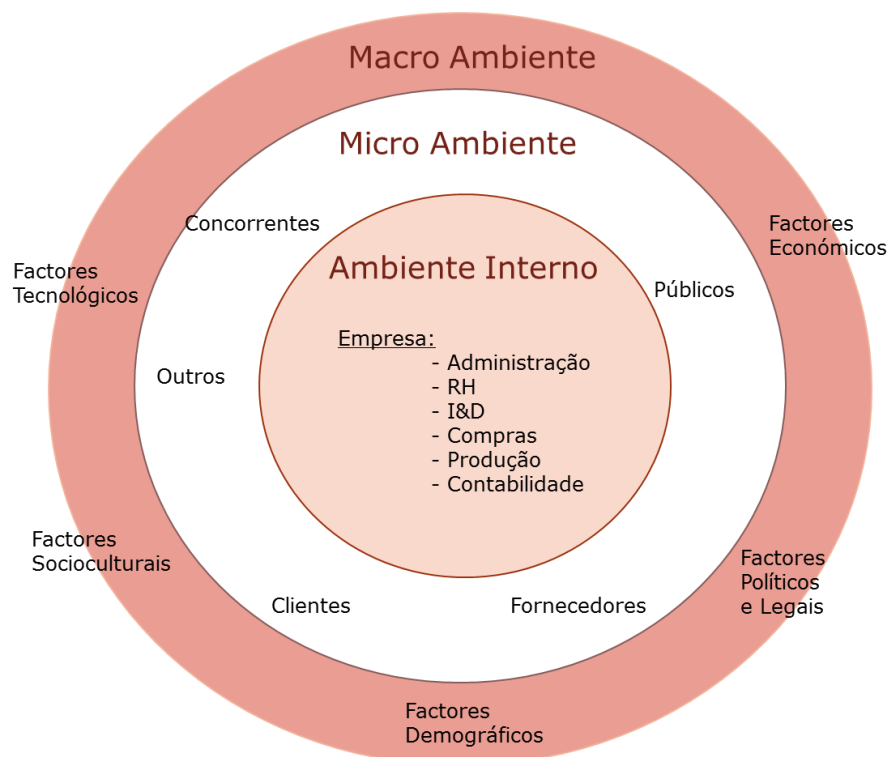 Macro Ambiente
Micro Ambiente
Concorrentes
Factores
Económicos
Factores
Tecnológicos
Ambiente Interno
Públicos
Empresa:
- Administração
- RH
- I&D
- Compras
- Produção
- Contabilidade
Outros
Factores
Socioculturais
Factores
Políticos
e Legais
Clientes
Fornecedores
Factores
Demográficos